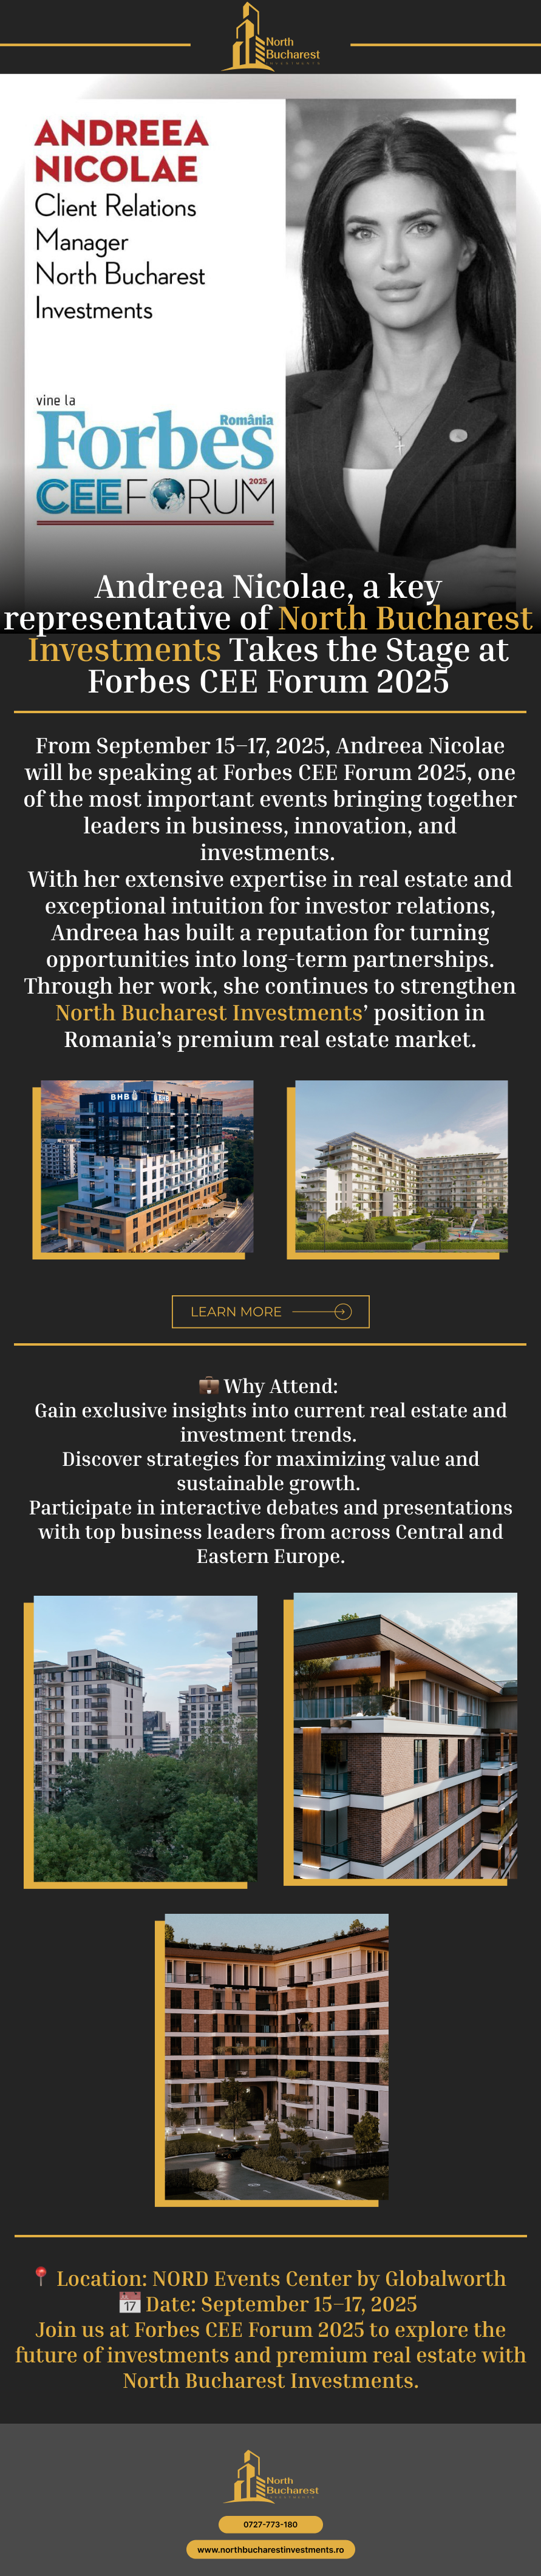 North
Bucharest
INVESTMENTS
ANDREEA
NICOLAE
Client Relations
Manager
North Bucharest
Investments
vine la
Forbes
România
CEE FORUM
2025
Andreea Nicolae, a key
representative of North Bucharest
Investments Takes the Stage at
Forbes CEE Forum 2025
From September 15–17, 2025, Andreea Nicolae
will be speaking at Forbes CEE Forum 2025, one
of the most important events bringing together
leaders in business, innovation, and
investments.
With her extensive expertise in real estate and
exceptional intuition for investor relations,
Andreea has built a reputation for turning
opportunities into long-term partnerships.
Through her work, she continues to strengthen
North Bucharest Investments’ position in
Romania’s premium real estate market.
BHB
BHB
LEARN MORE
💼 Why Attend:
Gain exclusive insights into current real estate and
investment trends.
Discover strategies for maximizing value and
sustainable growth.
Participate in interactive debates and presentations
with top business leaders from across Central and
Eastern Europe.
📍 Location: NORD Events Center by Globalworth
📅 Date: September 15–17, 2025
Join us at Forbes CEE Forum 2025 to explore the
future of investments and premium real estate with
North Bucharest Investments.
North
Bucharest
INVESTMENTS
0727-773-180
www.northbucharestinvestments.ro